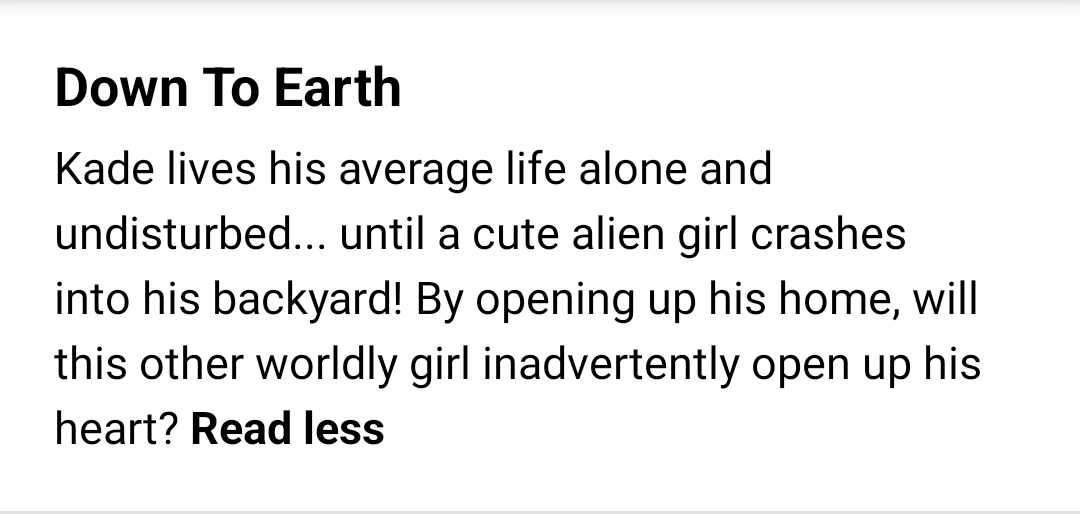 Down To Earth
Kade lives his average life alone and
undisturbed... until a cute alien girl crashes
into his backyard! By opening up his home, will
this other worldly girl inadvertently open up his
heart? Read less